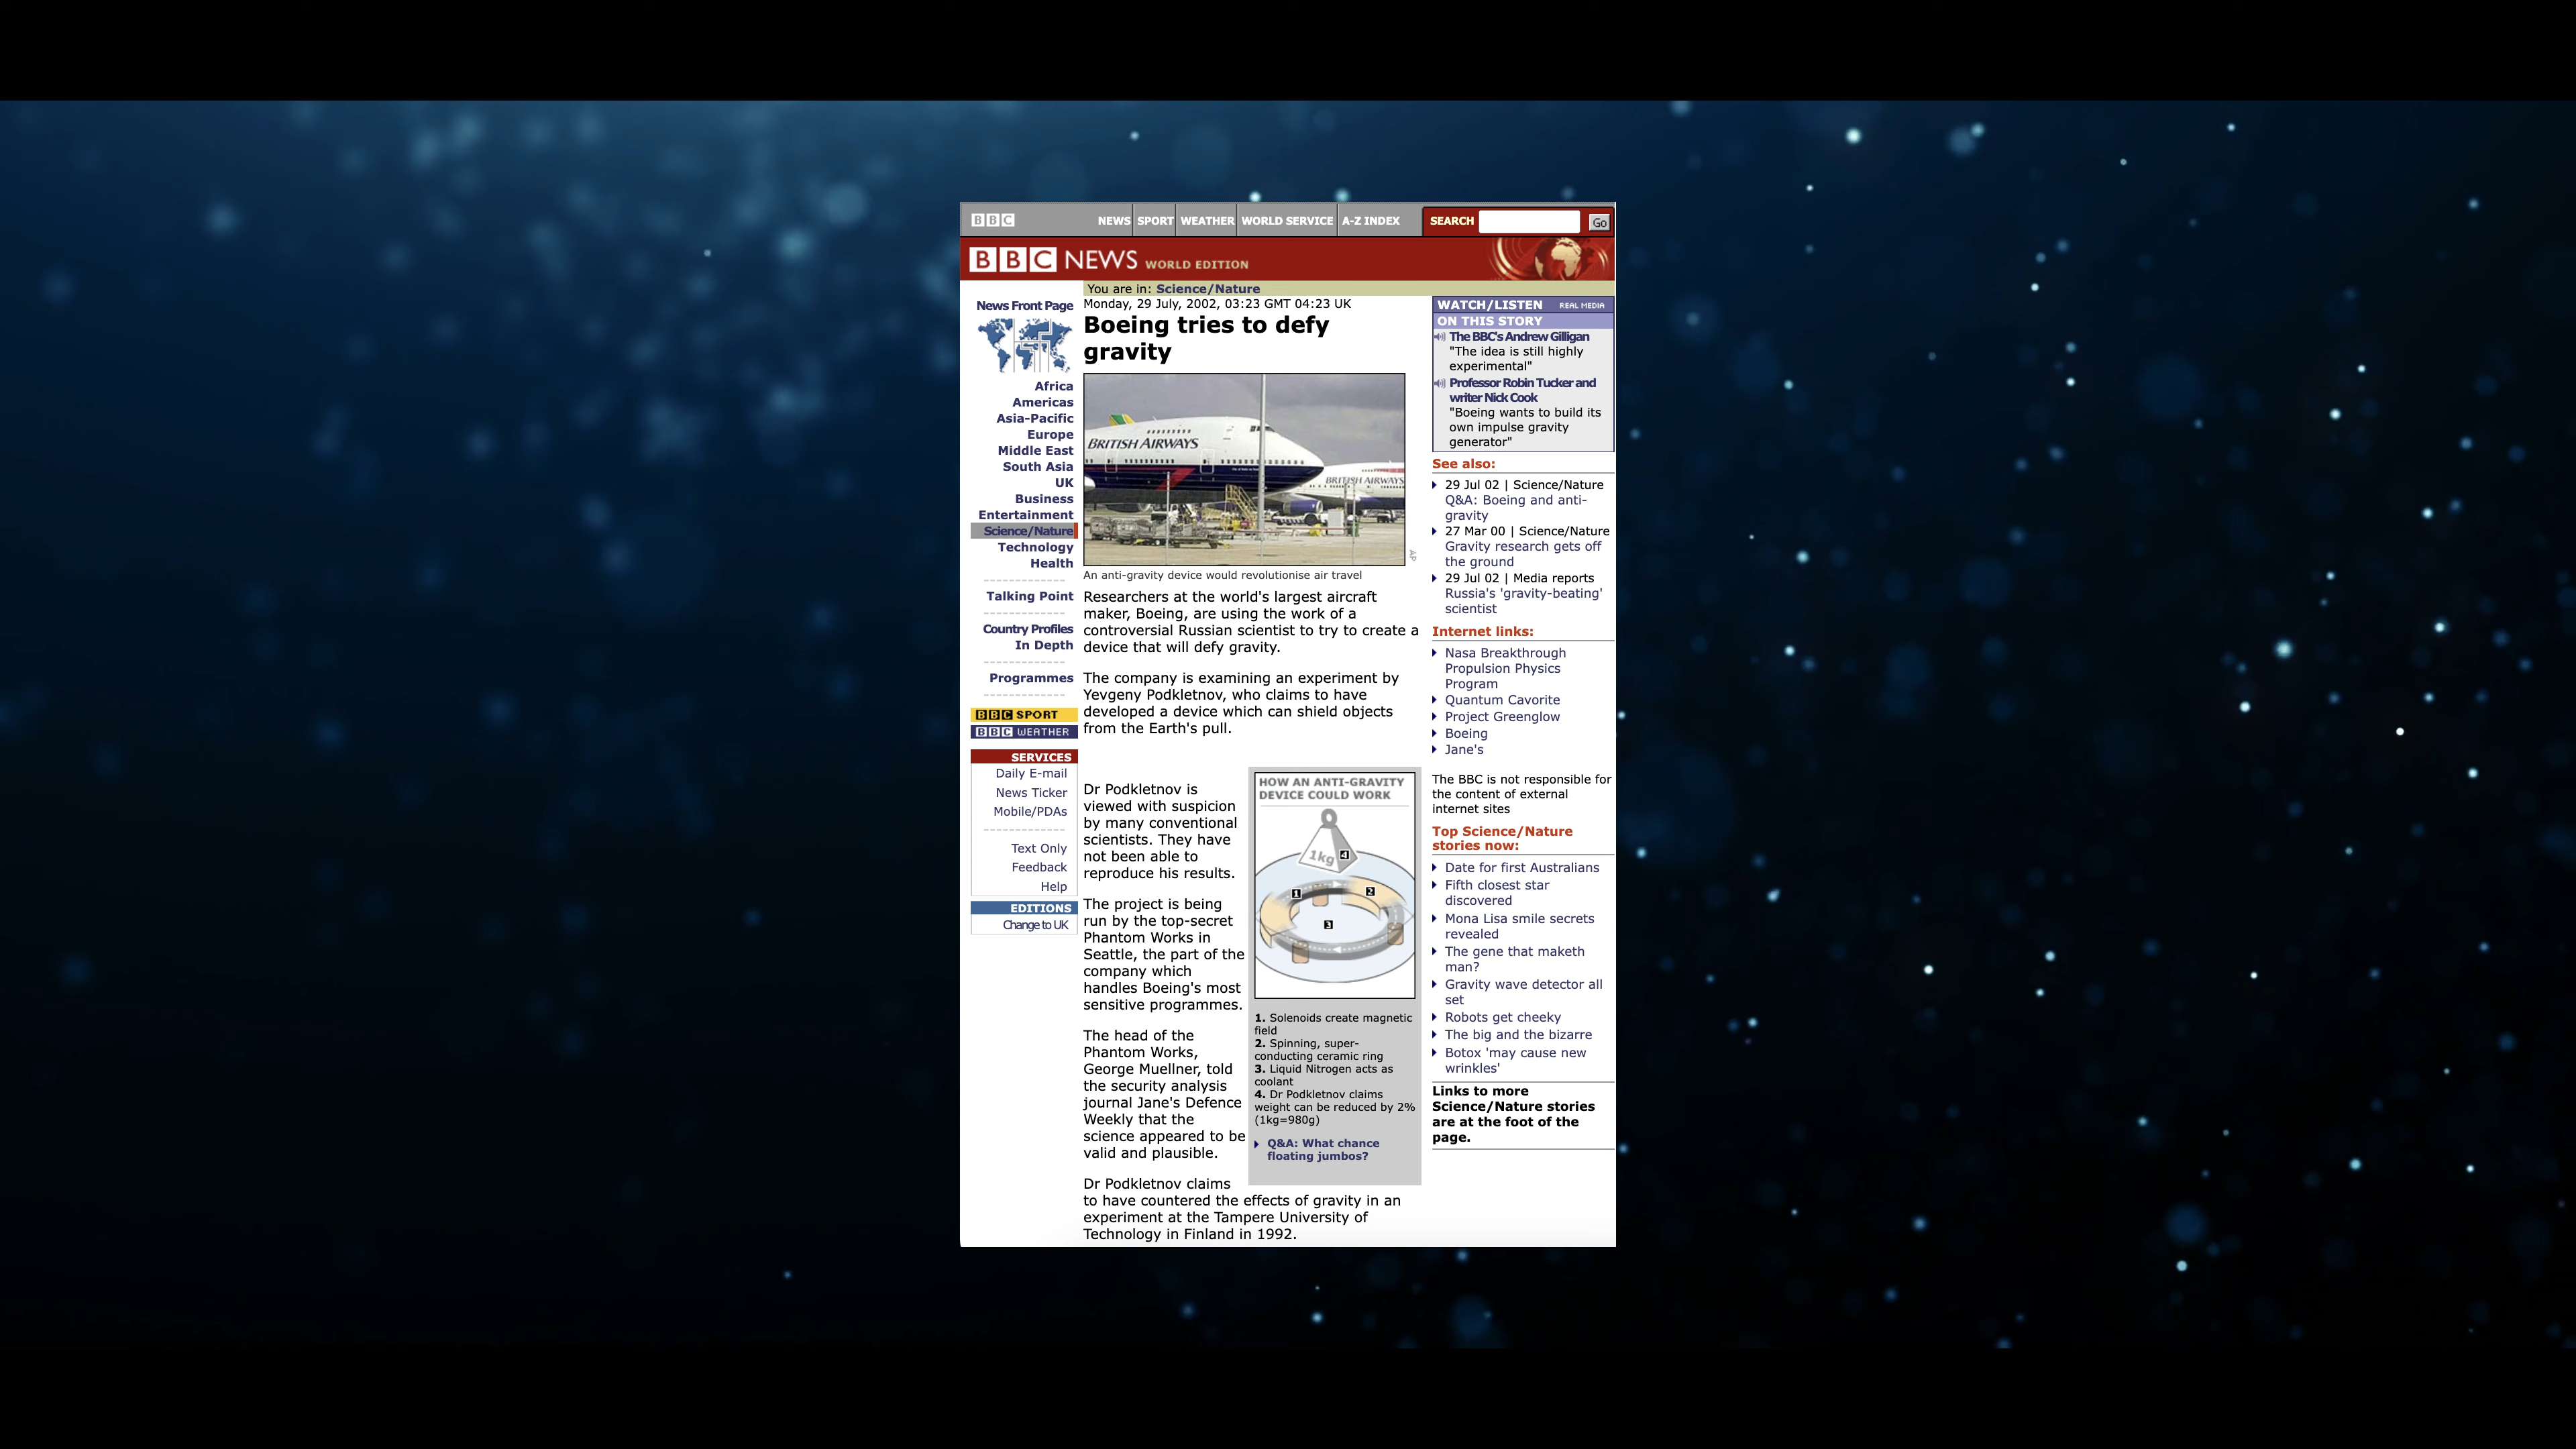 BBC
NEWS
SPORT
WEATHER
WORLD SERVICE
A-Z INDEX
SEARCH
Go
BBC NEWS WORLD EDITION
You are in: Science/Nature
News Front Page
Africa
Americas
Asia-Pacific
Europe
Middle East
South Asia
UK
Business
Entertainment
Science/Nature
Technology
Health
Talking Point
Country Profiles
In Depth
Programmes
BBC SPORT
BBC WEATHER
SERVICES
Daily E-mail
News Ticker
Mobile/PDAs
Text Only
Feedback
Help
EDITIONS
Change to UK
Monday, 29 July, 2002, 03:23 GMT 04:23 UK
Boeing tries to defy
gravity
BRITISH AIRWAYS
BRITISH AIRWAYS
AP
An anti-gravity device would revolutionise air travel
Researchers at the world's largest aircraft
maker, Boeing, are using the work of a
controversial Russian scientist to try to create a
device that will defy gravity.
The company is examining an experiment by
Yevgeny Podkletnov, who claims to have
developed a device which can shield objects
from the Earth's pull.
Dr Podkletnov is
viewed with suspicion
by many conventional
scientists. They have
not been able to
reproduce his results.
The project is being
run by the top-secret
Phantom Works in
Seattle, the part of the
company which
handles Boeing's most
sensitive programmes.
The head of the
Phantom Works,
George Muellner, told
the security analysis
journal Jane's Defence
Weekly that the
science appeared to be
valid and plausible.
Dr Podkletnov claims
to have countered the effects of gravity in an
experiment at the Tampere University of
Technology in Finland in 1992.
HOW AN ANTI-GRAVITY
DEVICE COULD WORK
1kg
4
1
2
3
1. Solenoids create magnetic
field
2. Spinning, super-
conducting ceramic ring
3. Liquid Nitrogen acts as
coolant
4. Dr Podkletnov claims
weight can be reduced by 2%
(1kg=980g)
Q&A: What chance
floating jumbos?
WATCH/LISTEN REAL MEDIA
ON THIS STORY
The BBC's Andrew Gilligan
"The idea is still highly
experimental"
Professor Robin Tucker and
writer Nick Cook
"Boeing wants to build its
own impulse gravity
generator"
See also:
29 Jul 02 | Science/Nature
Q&A: Boeing and anti-
gravity
27 Mar 00 | Science/Nature
Gravity research gets off
the ground
29 Jul 02 | Media reports
Russia's 'gravity-beating'
scientist
Internet links:
Nasa Breakthrough
Propulsion Physics
Program
Quantum Cavorite
Project Greenglow
Boeing
Jane's
The BBC is not responsible for
the content of external
internet sites
Top Science/Nature
stories now:
Date for first Australians
Fifth closest star
discovered
Mona Lisa smile secrets
revealed
The gene that maketh
man?
Gravity wave detector all
set
Robots get cheeky
The big and the bizarre
Botox 'may cause new
wrinkles'
Links to more
Science/Nature stories
are at the foot of the
page.